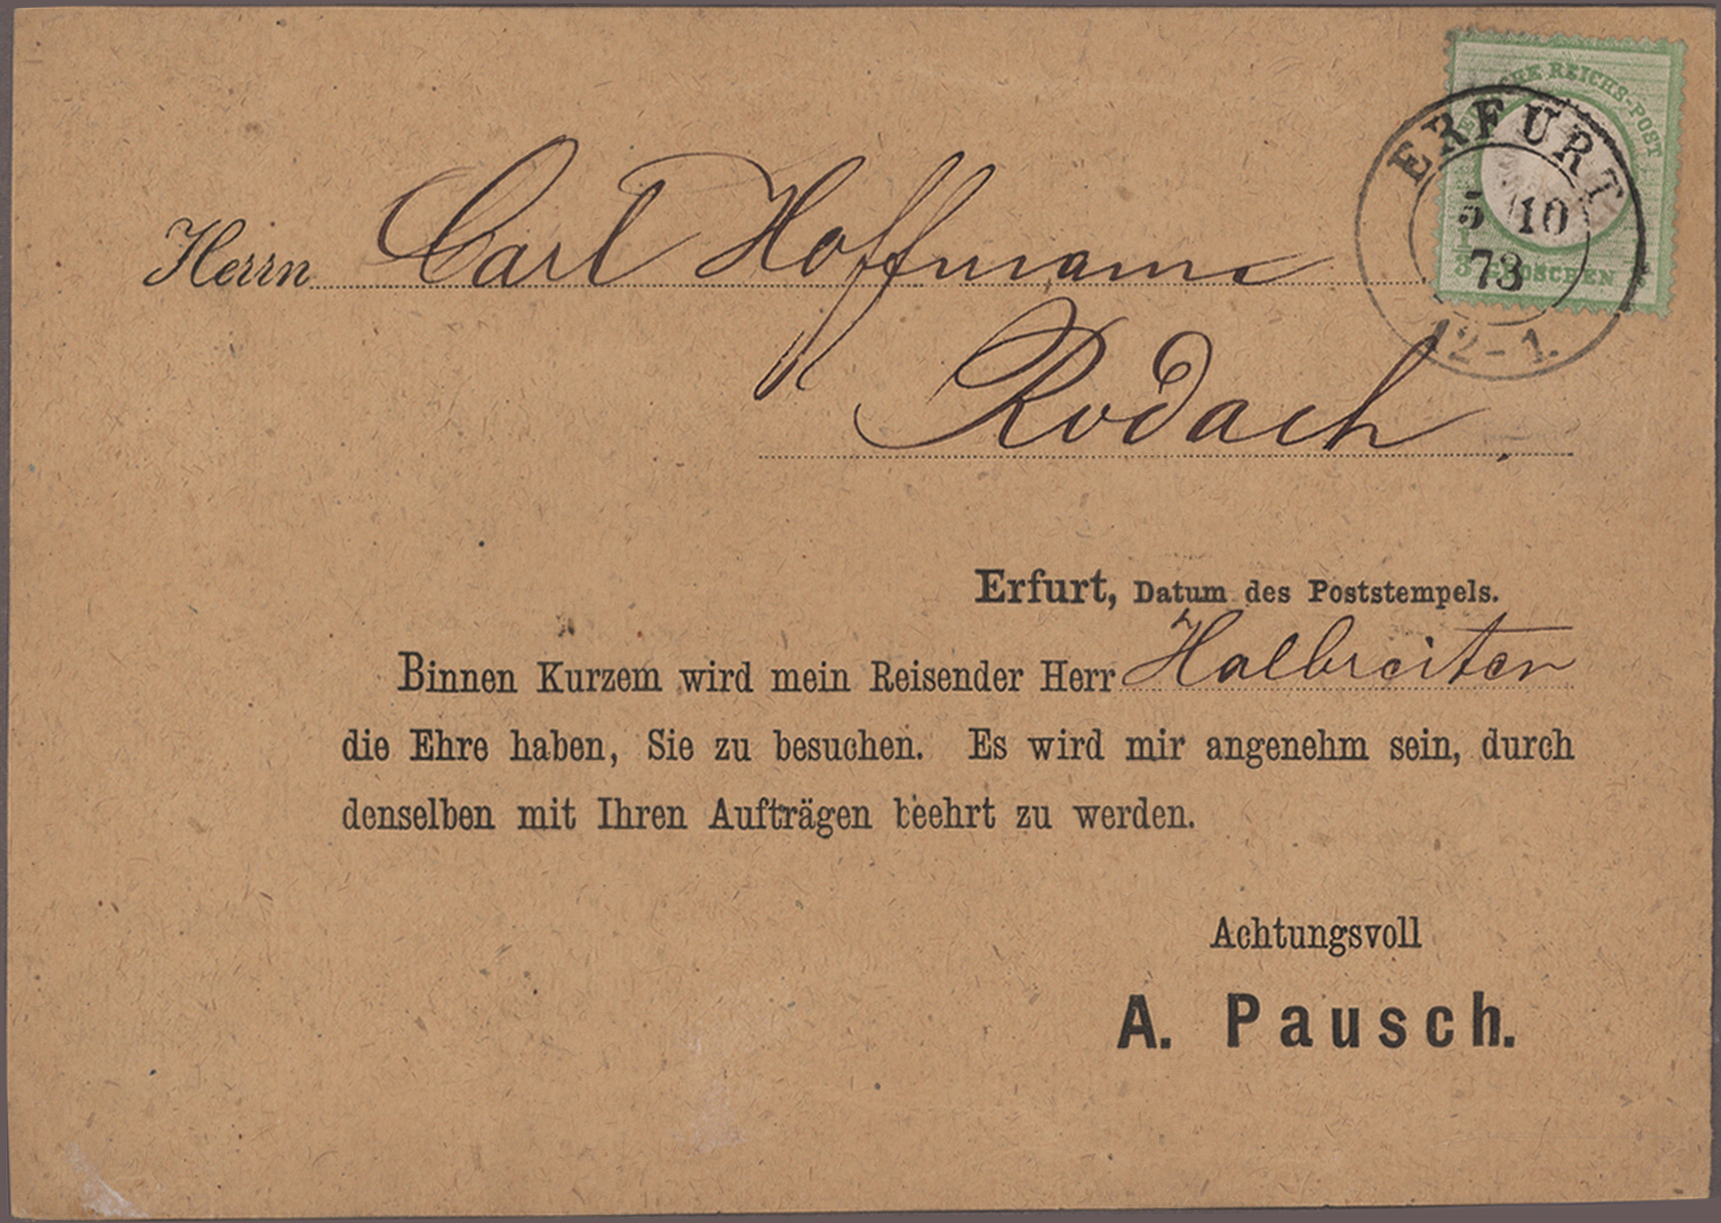 DEUTSCHE REICHS-POST
ERFURT
5 10
73
1/3 GROSCHEN
12-1.
Herrn Carl Hoffmann
Rodach
Erfurt, Datum des Poststempels.
Binnen Kurzem wird mein Reisender Herr Halbreiter
die Ehre haben, Sie zu besuchen. Es wird mir angenehm sein, durch
denselben mit Ihren Aufträgen beehrt zu werden.
Achtungsvoll
A. Pausch.